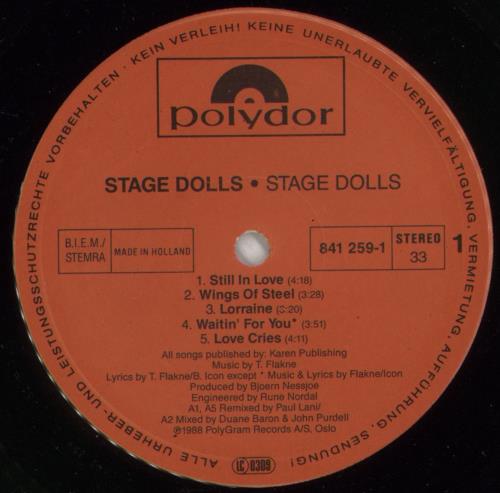 ALLE URHEBER- UND LEISTUNGSSCHUTZRECHTE VORBEHALTEN · KEIN VERLEIH! KEINE UNERLAUBTE VERVIELFÄLTIGUNG, VERMIETUNG, AUFFÜHRUNG, SENDUNG!
polydor
STAGE DOLLS • STAGE DOLLS
B.I.E.M./
STEMRA
MADE IN HOLLAND
841 259-1
STEREO
33
1
1. Still In Love (4:18)
2. Wings Of Steel (3:28)
3. Lorraine (3:20)
4. Waitin' For You* (3:51)
5. Love Cries (4:11)
All songs published by: Karen Publishing
Music by T. Flakne
Lyrics by T. Flakne/B. Icon except * Music & Lyrics by Flakne/Icon
Produced by Bjoern Nessjoe
Engineered by Rune Nordal
A1, A5 Remixed by Paul Lani/
A2 Mixed by Duane Baron & John Purdell
℗1988 PolyGram Records A/S, Oslo
LC 0309